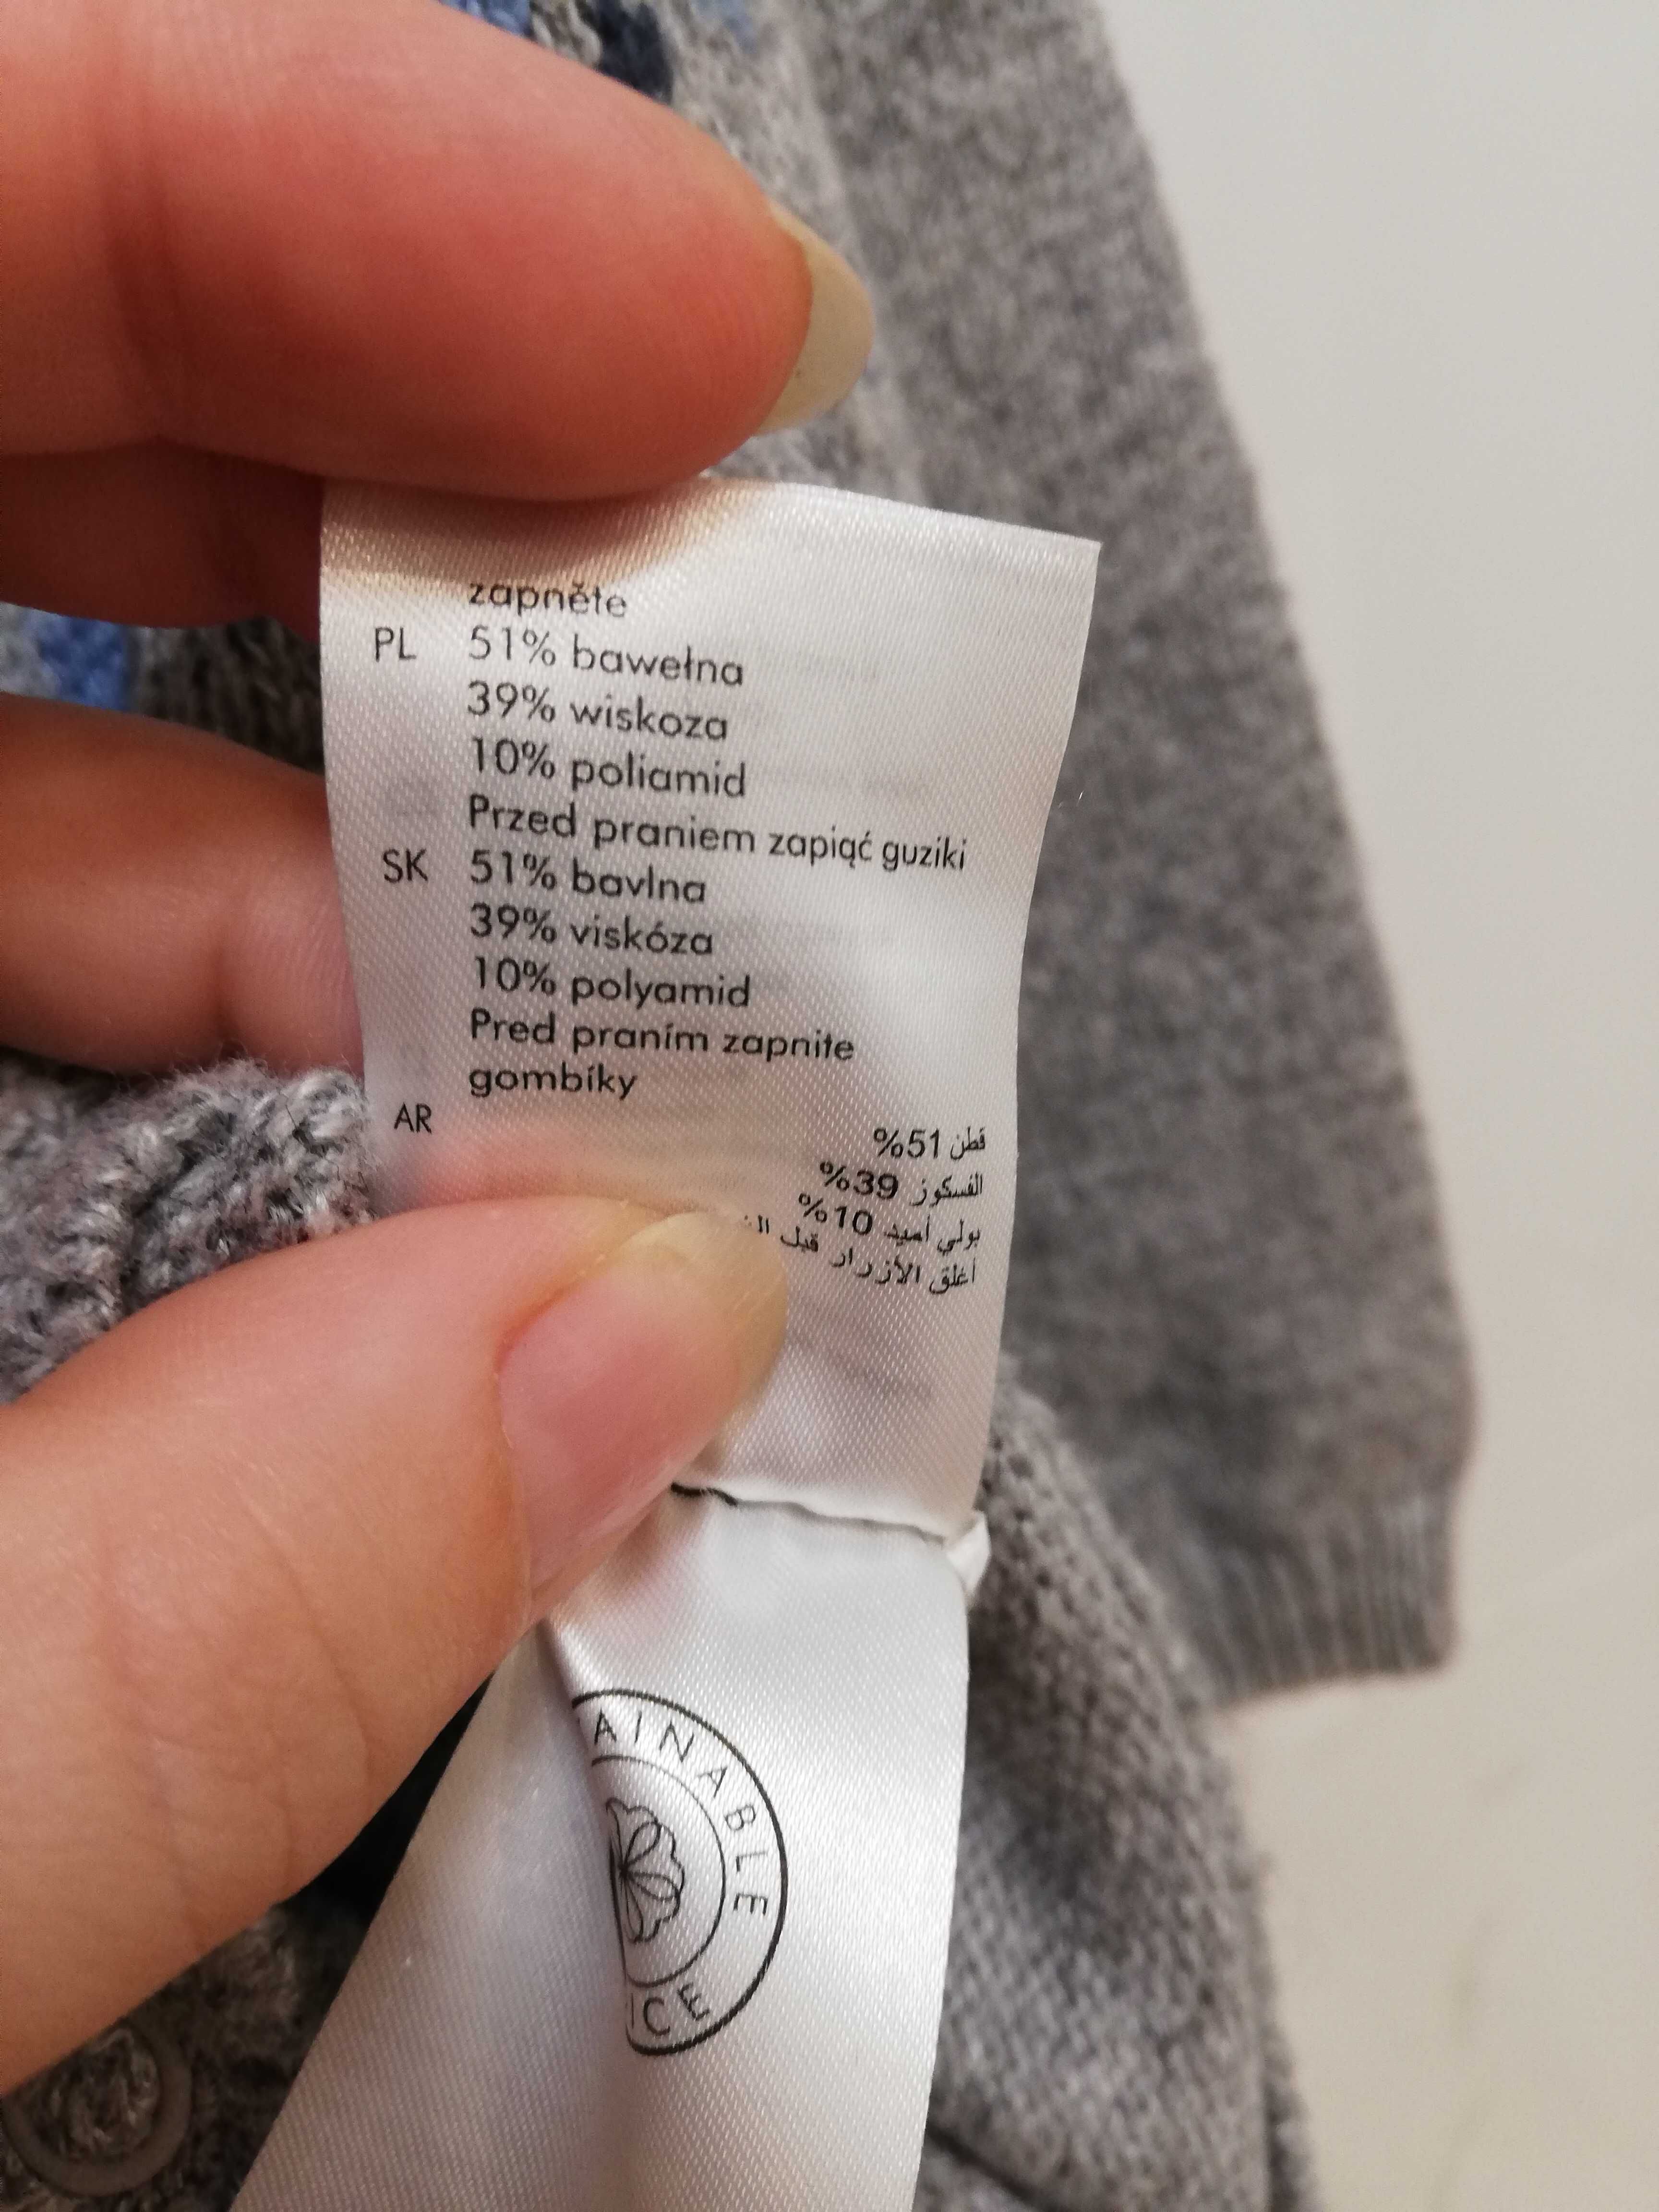 zapněte
PL 51% bawełna
39% wiskoza
10% poliamid
Przed praniem zapiąć guziki
SK 51% bavlna
39% viskóza
10% polyamid
Pred praním zapnite
gombíky
AR
قطن 51%
الفسكوز 39%
بولي أميد 10%
أغلق الأزرار قبل
AINABLE
ICE